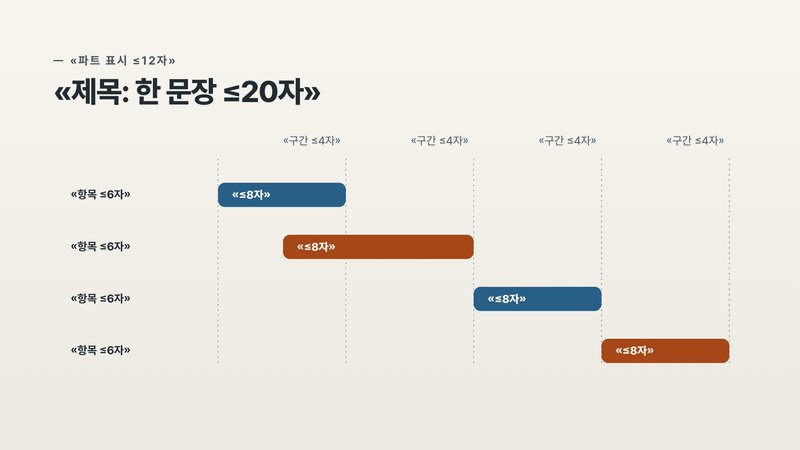 — «파트 표시 ≤12자»
«제목: 한 문장 ≤20자»
«구간 ≤4자» «구간 ≤4자» «구간 ≤4자» «구간 ≤4자»
«항목 ≤6자» «≤8자»
«항목 ≤6자» «≤8자»
«항목 ≤6자» «≤8자»
«항목 ≤6자» «≤8자»